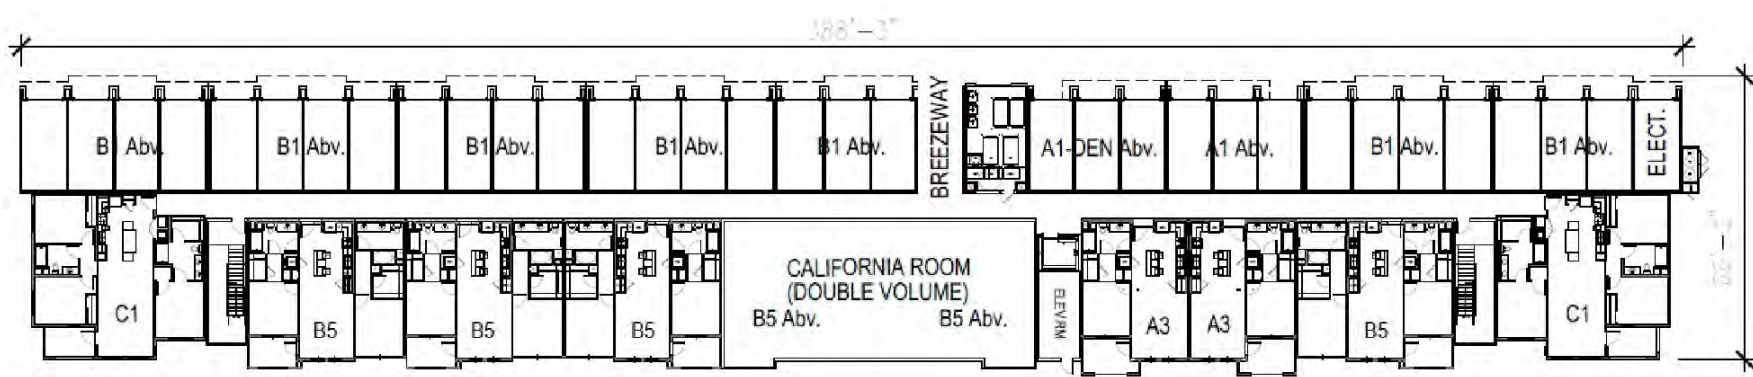 388'-3"
B1 Abv.
B1 Abv.
B1 Abv.
B1 Abv.
B1 Abv.
BREEZEWAY
A1-DEN Abv.
A1 Abv.
B1 Abv.
B1 Abv.
ELECT.
C1
B5
B5
B5
CALIFORNIA ROOM
(DOUBLE VOLUME)
B5 Abv.
B5 Abv.
ELEV.RM
A3
A3
B5
C1